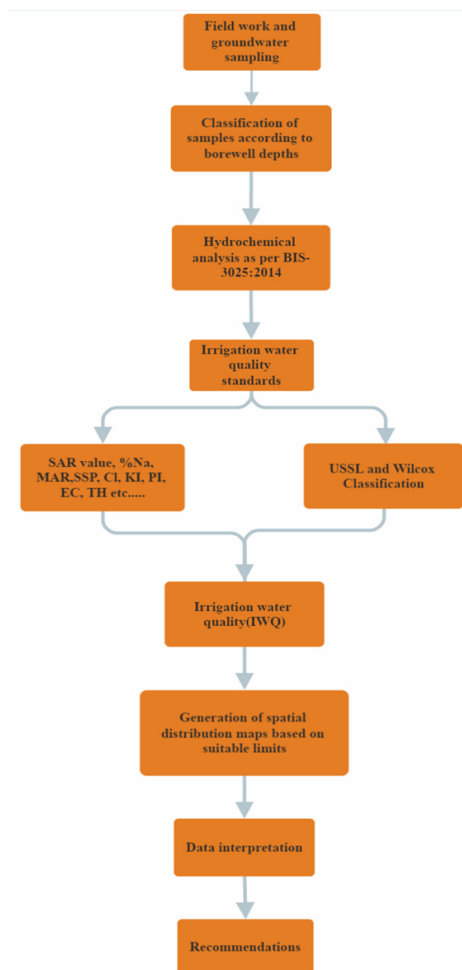 Field work and
groundwater
sampling
Classification of
samples according to
borewell depths
Hydrochemical
analysis as per BIS-
3025:2014
Irrigation water
quality
standards
SAR value, %Na,
MAR,SSP, Cl, KI, PI,
EC, TH etc.....
USSL and Wilcox
Classification
Irrigation water
quality(IWQ)
Generation of spatial
distribution maps based on
suitable limits
Data interpretation
Recommendations